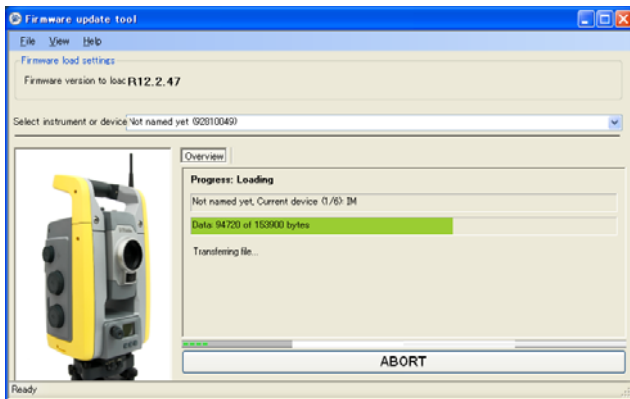 Firmware update tool
File View Help
Firmware load settings
Firmware version to loac R12.2.47
Select instrument or device Not named yet (92810049)
Overview
Progress: Loading
Not named yet, Current device (1/6): IM
Data: 94720 of 153900 bytes
Transferring file...
ABORT
Ready